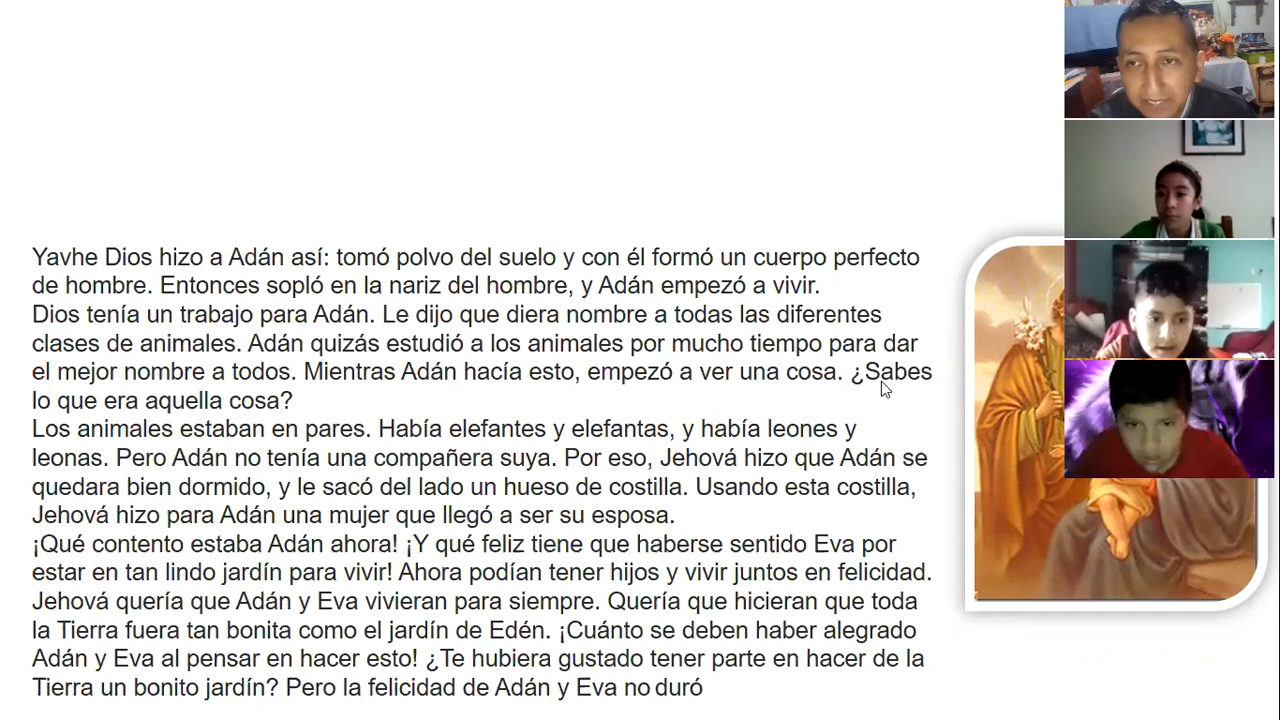 Yavhe Dios hizo a Adán así: tomó polvo del suelo y con él formó un cuerpo perfecto
de hombre. Entonces sopló en la nariz del hombre, y Adán empezó a vivir.
Dios tenía un trabajo para Adán. Le dijo que diera nombre a todas las diferentes
clases de animales. Adán quizás estudió a los animales por mucho tiempo para dar
el mejor nombre a todos. Mientras Adán hacía esto, empezó a ver una cosa. ¿Sabes
lo que era aquella cosa?
Los animales estaban en pares. Había elefantes y elefantas, y había leones y
leonas. Pero Adán no tenía una compañera suya. Por eso, Jehová hizo que Adán se
quedara bien dormido, y le sacó del lado un hueso de costilla. Usando esta costilla,
Jehová hizo para Adán una mujer que llegó a ser su esposa.
¡Qué contento estaba Adán ahora! ¡Y qué feliz tiene que haberse sentido Eva por
estar en tan lindo jardín para vivir! Ahora podían tener hijos y vivir juntos en felicidad.
Jehová quería que Adán y Eva vivieran para siempre. Quería que hicieran que toda
la Tierra fuera tan bonita como el jardín de Edén. ¡Cuánto se deben haber alegrado
Adán y Eva al pensar en hacer esto! ¿Te hubiera gustado tener parte en hacer de la
Tierra un bonito jardín? Pero la felicidad de Adán y Eva no duró